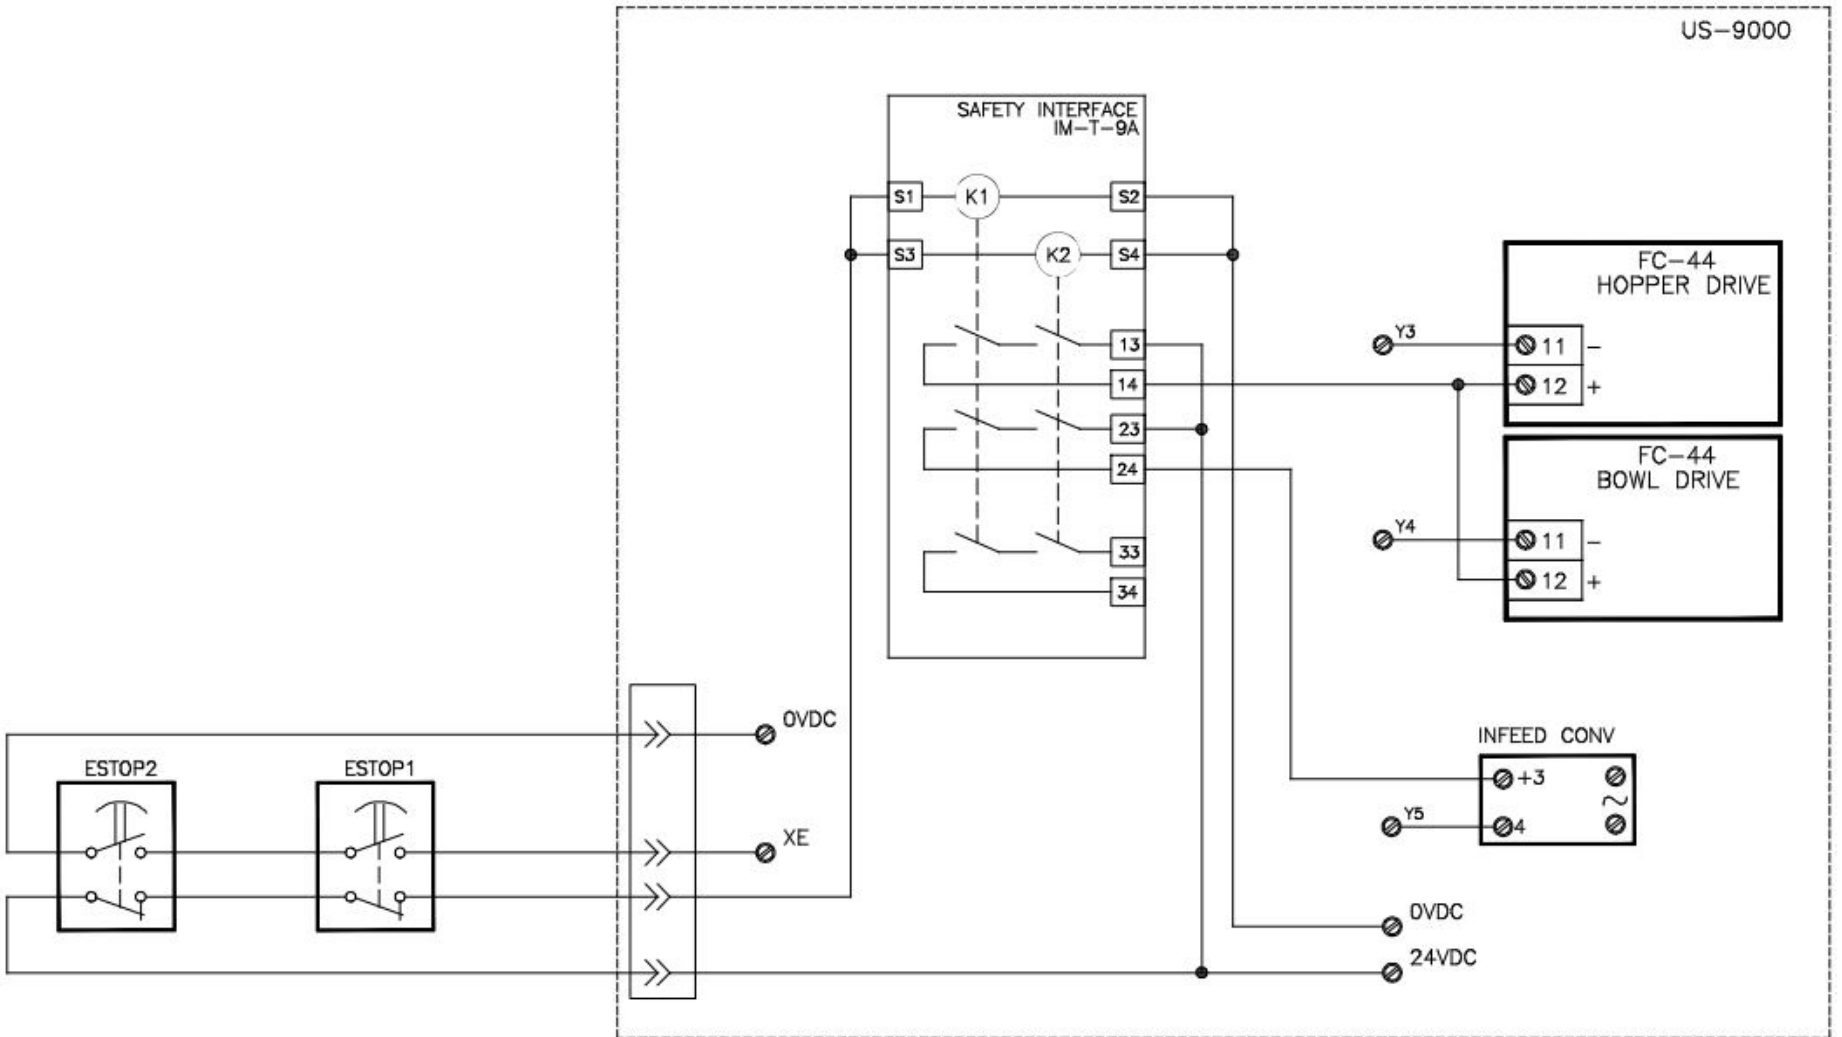 US-9000
SAFETY INTERFACE
IM-T-9A
S1
K1
S2
S3
K2
S4
13
14
23
24
33
34
FC-44
HOPPER DRIVE
Y3
11 -
12 +
FC-44
BOWL DRIVE
Y4
11 -
12 +
0VDC
ESTOP2
ESTOP1
XE
INFEED CONV
+3
Y5
4
0VDC
24VDC